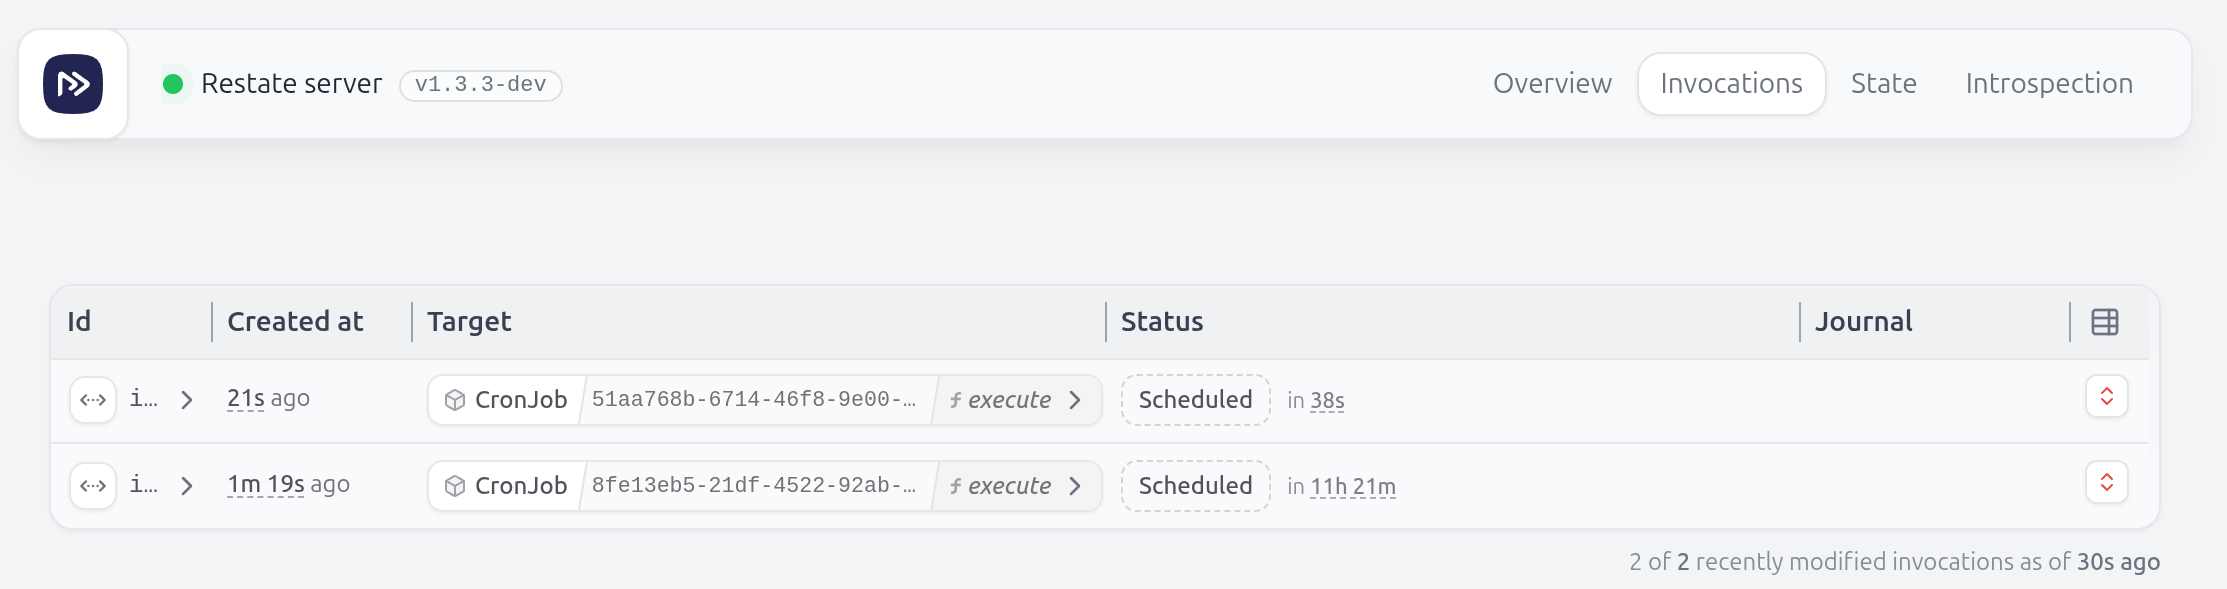 Restate server v1.3.3-dev Overview Invocations State Introspection
Id Created at Target Status Journal
i... 21s ago CronJob 51aa768b-6714-46f8-9e00-... execute Scheduled in 38s
i... 1m 19s ago CronJob 8fe13eb5-21df-4522-92ab-... execute Scheduled in 11h 21m
2 of 2 recently modified invocations as of 30s ago